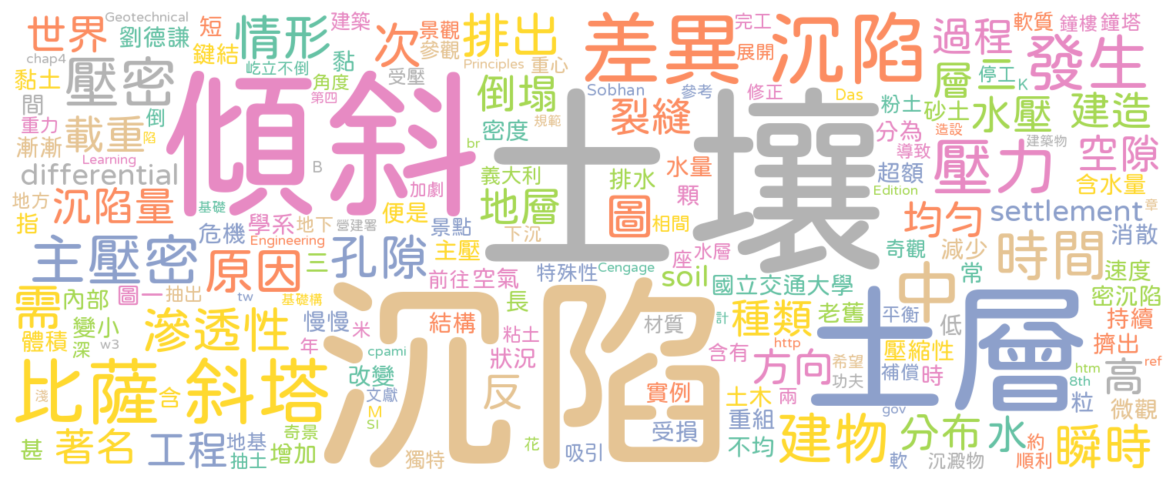 土壤
沉陷
傾斜
土層
差異
沉陷
比薩
斜塔
世界
劉德謙
Geotechnical
短
情形
建築
次
景觀
參觀
排出
完工
展開
過程
軟質
鐘樓
鐘塔
發生
chap4
鍵結
屹立不倒
黏
受壓
Principles
重心
黏土
壓密
角度
第四
倒塌
Sobhan
參考
修正
Das
粉土
層
停工
K
間
重力
倒
陷
載重
密度
規範
裂縫
砂土
水壓
造設
建造
漸漸
Learning
B
br
分為
導致
建築物
differential
加劇
義大利
排水
水量
顆
超額
壓力
空隙
Edition
含水量
地方
沉陷量
基礎
學系
地下
營建署
便是
地層
圖
相間
均勻
settlement
指
危機
景點
下沉
座
水層
奇觀
減少
消散
主壓密
Engineering
三
孔隙
主壓
特殊性
Cengage
常
時間
原因
前往
空氣
soil
國立交通大學
速度
需
內部
圖一
抽出
tw
基礎構
長
老舊
平衡
中
低
密沉陷
體積
變小
深
w3
滲透性
慢慢
米
年
結構
粘土
材質
計
種類
http
壓縮性
持續
擠出
cpami
狀況
含有
方向
希望
功夫
補償
時
高
htm
ref
8th
淺
含
改變
文獻
M
SI
反
實例
土木
兩
粒
微觀
gov
甚
著名
工程
地基
抽土
奇景
增加
獨特
花
吸引
受損
重組
不均
建物
分布
水
軟
沉澱物
約
順利
瞬時
章